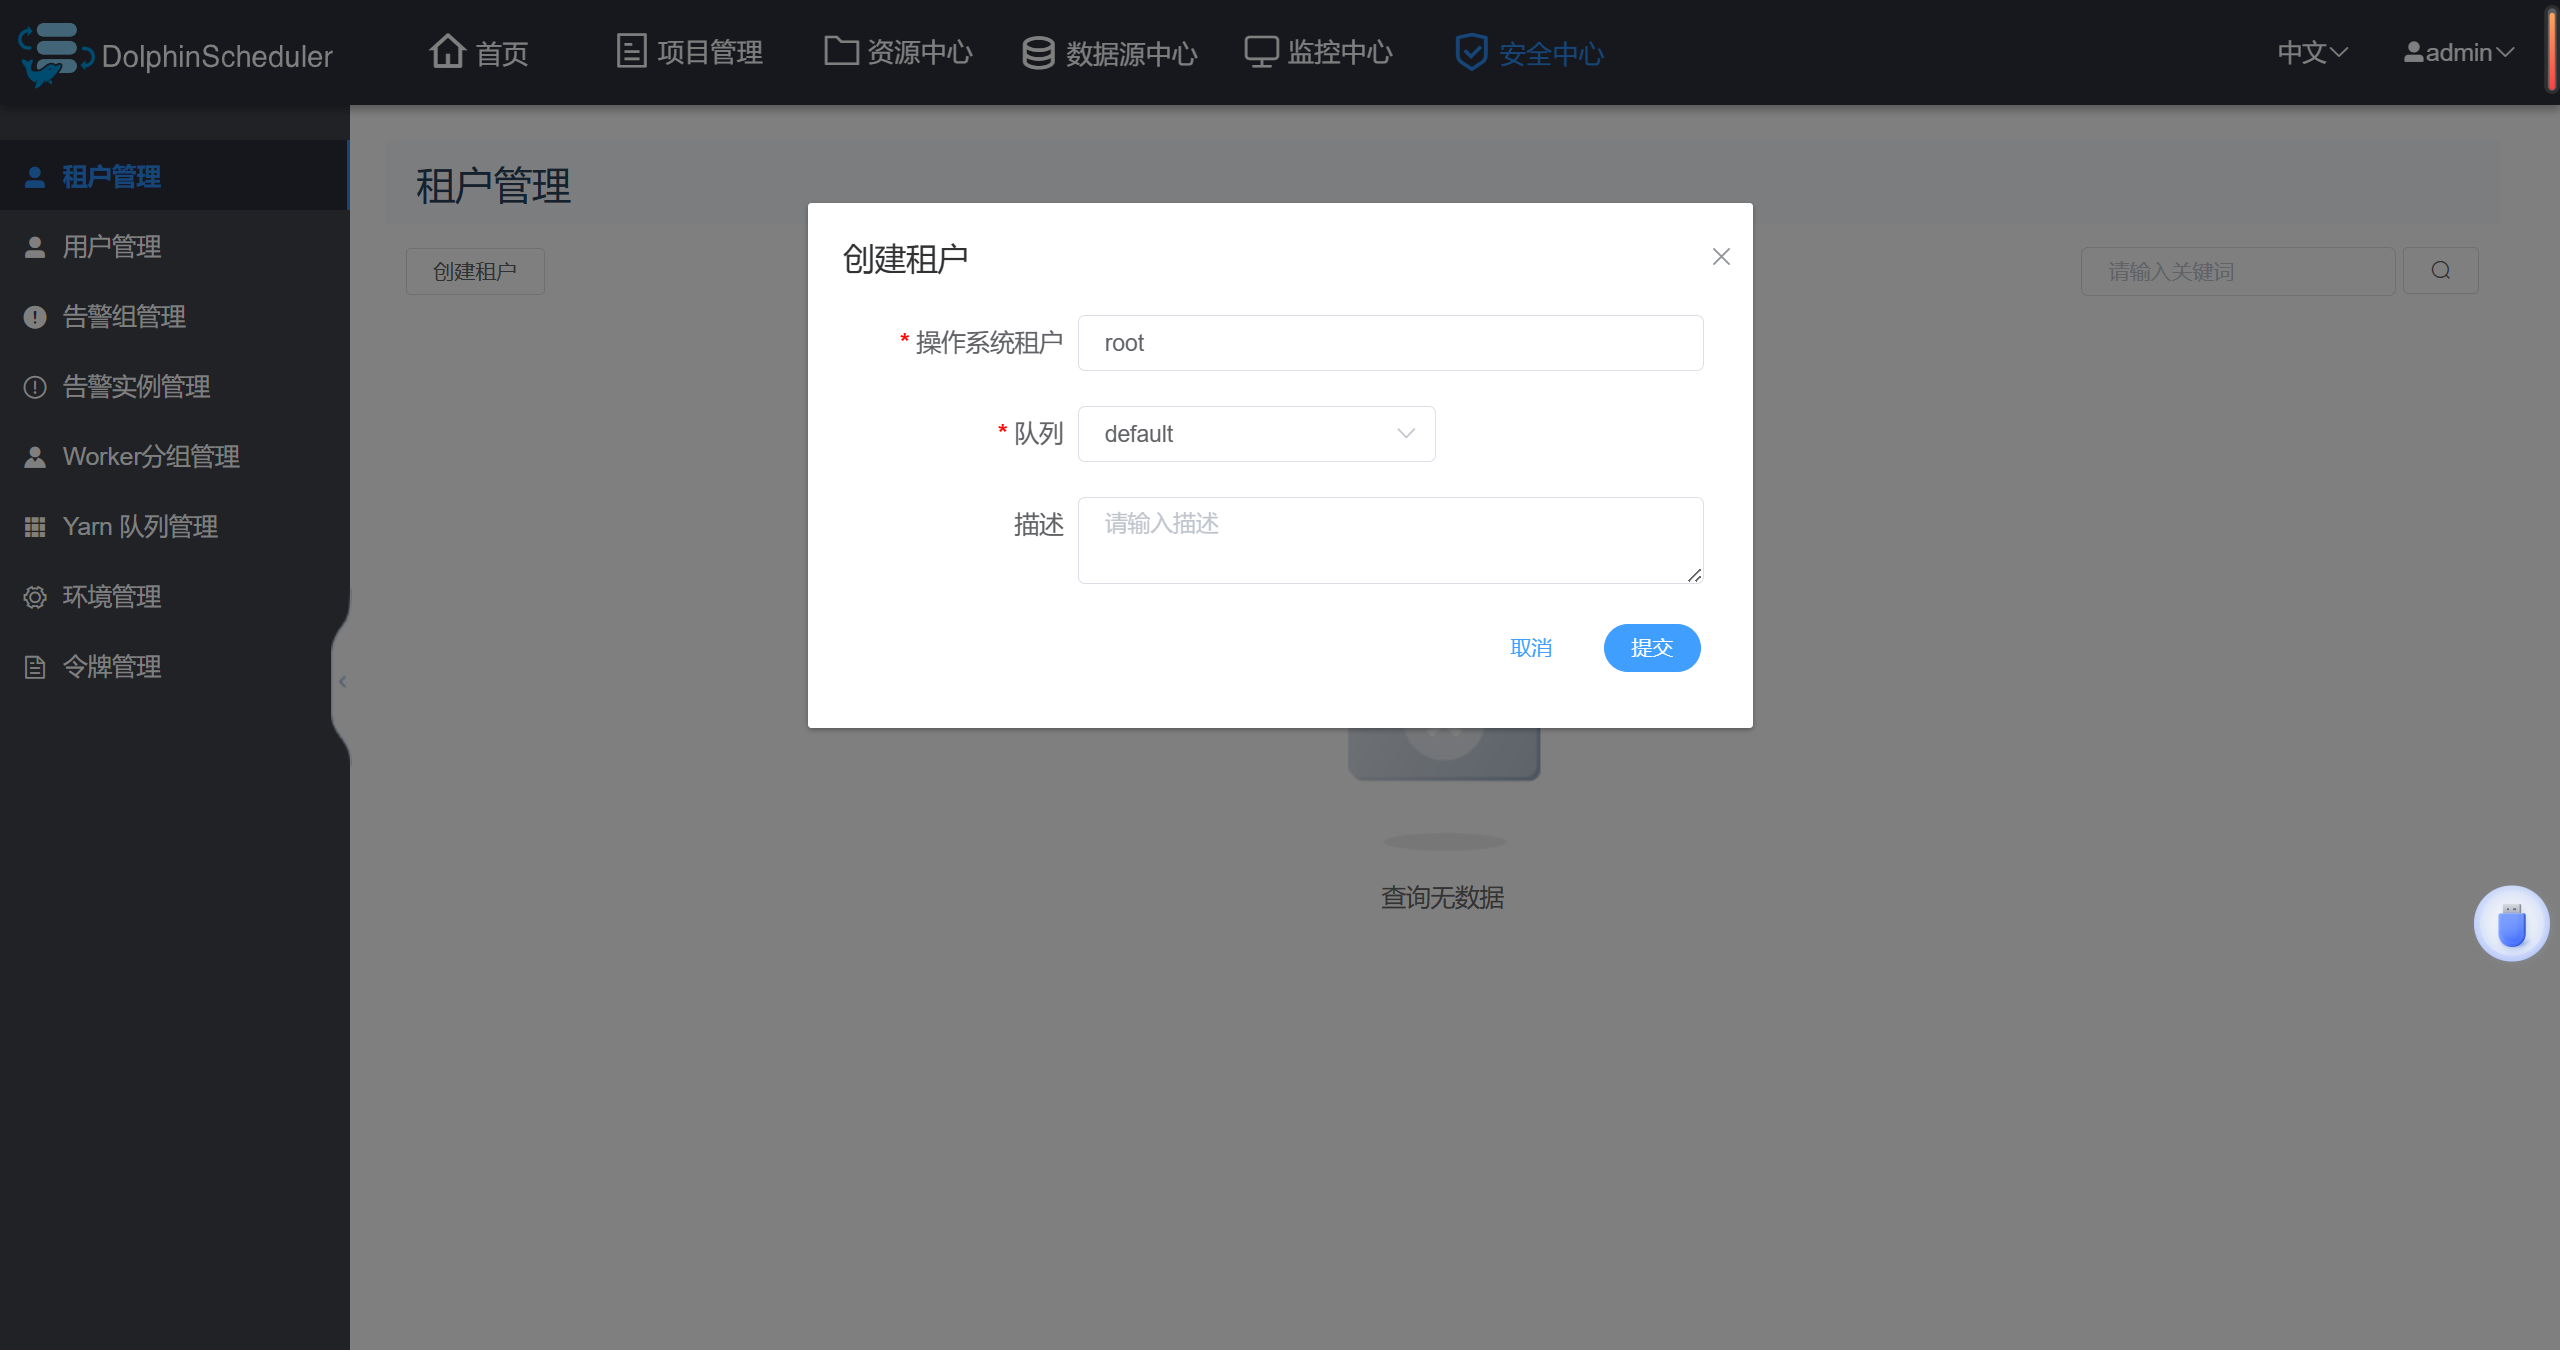 DolphinScheduler 首页 项目管理 资源中心 数据源中心 监控中心 安全中心 中文 admin
租户管理
用户管理
告警组管理
告警实例管理
Worker分组管理
Yarn 队列管理
环境管理
令牌管理
租户管理
创建租户
请输入关键词
创建租户
* 操作系统租户 root
* 队列 default
描述 请输入描述
取消 提交
查询无数据